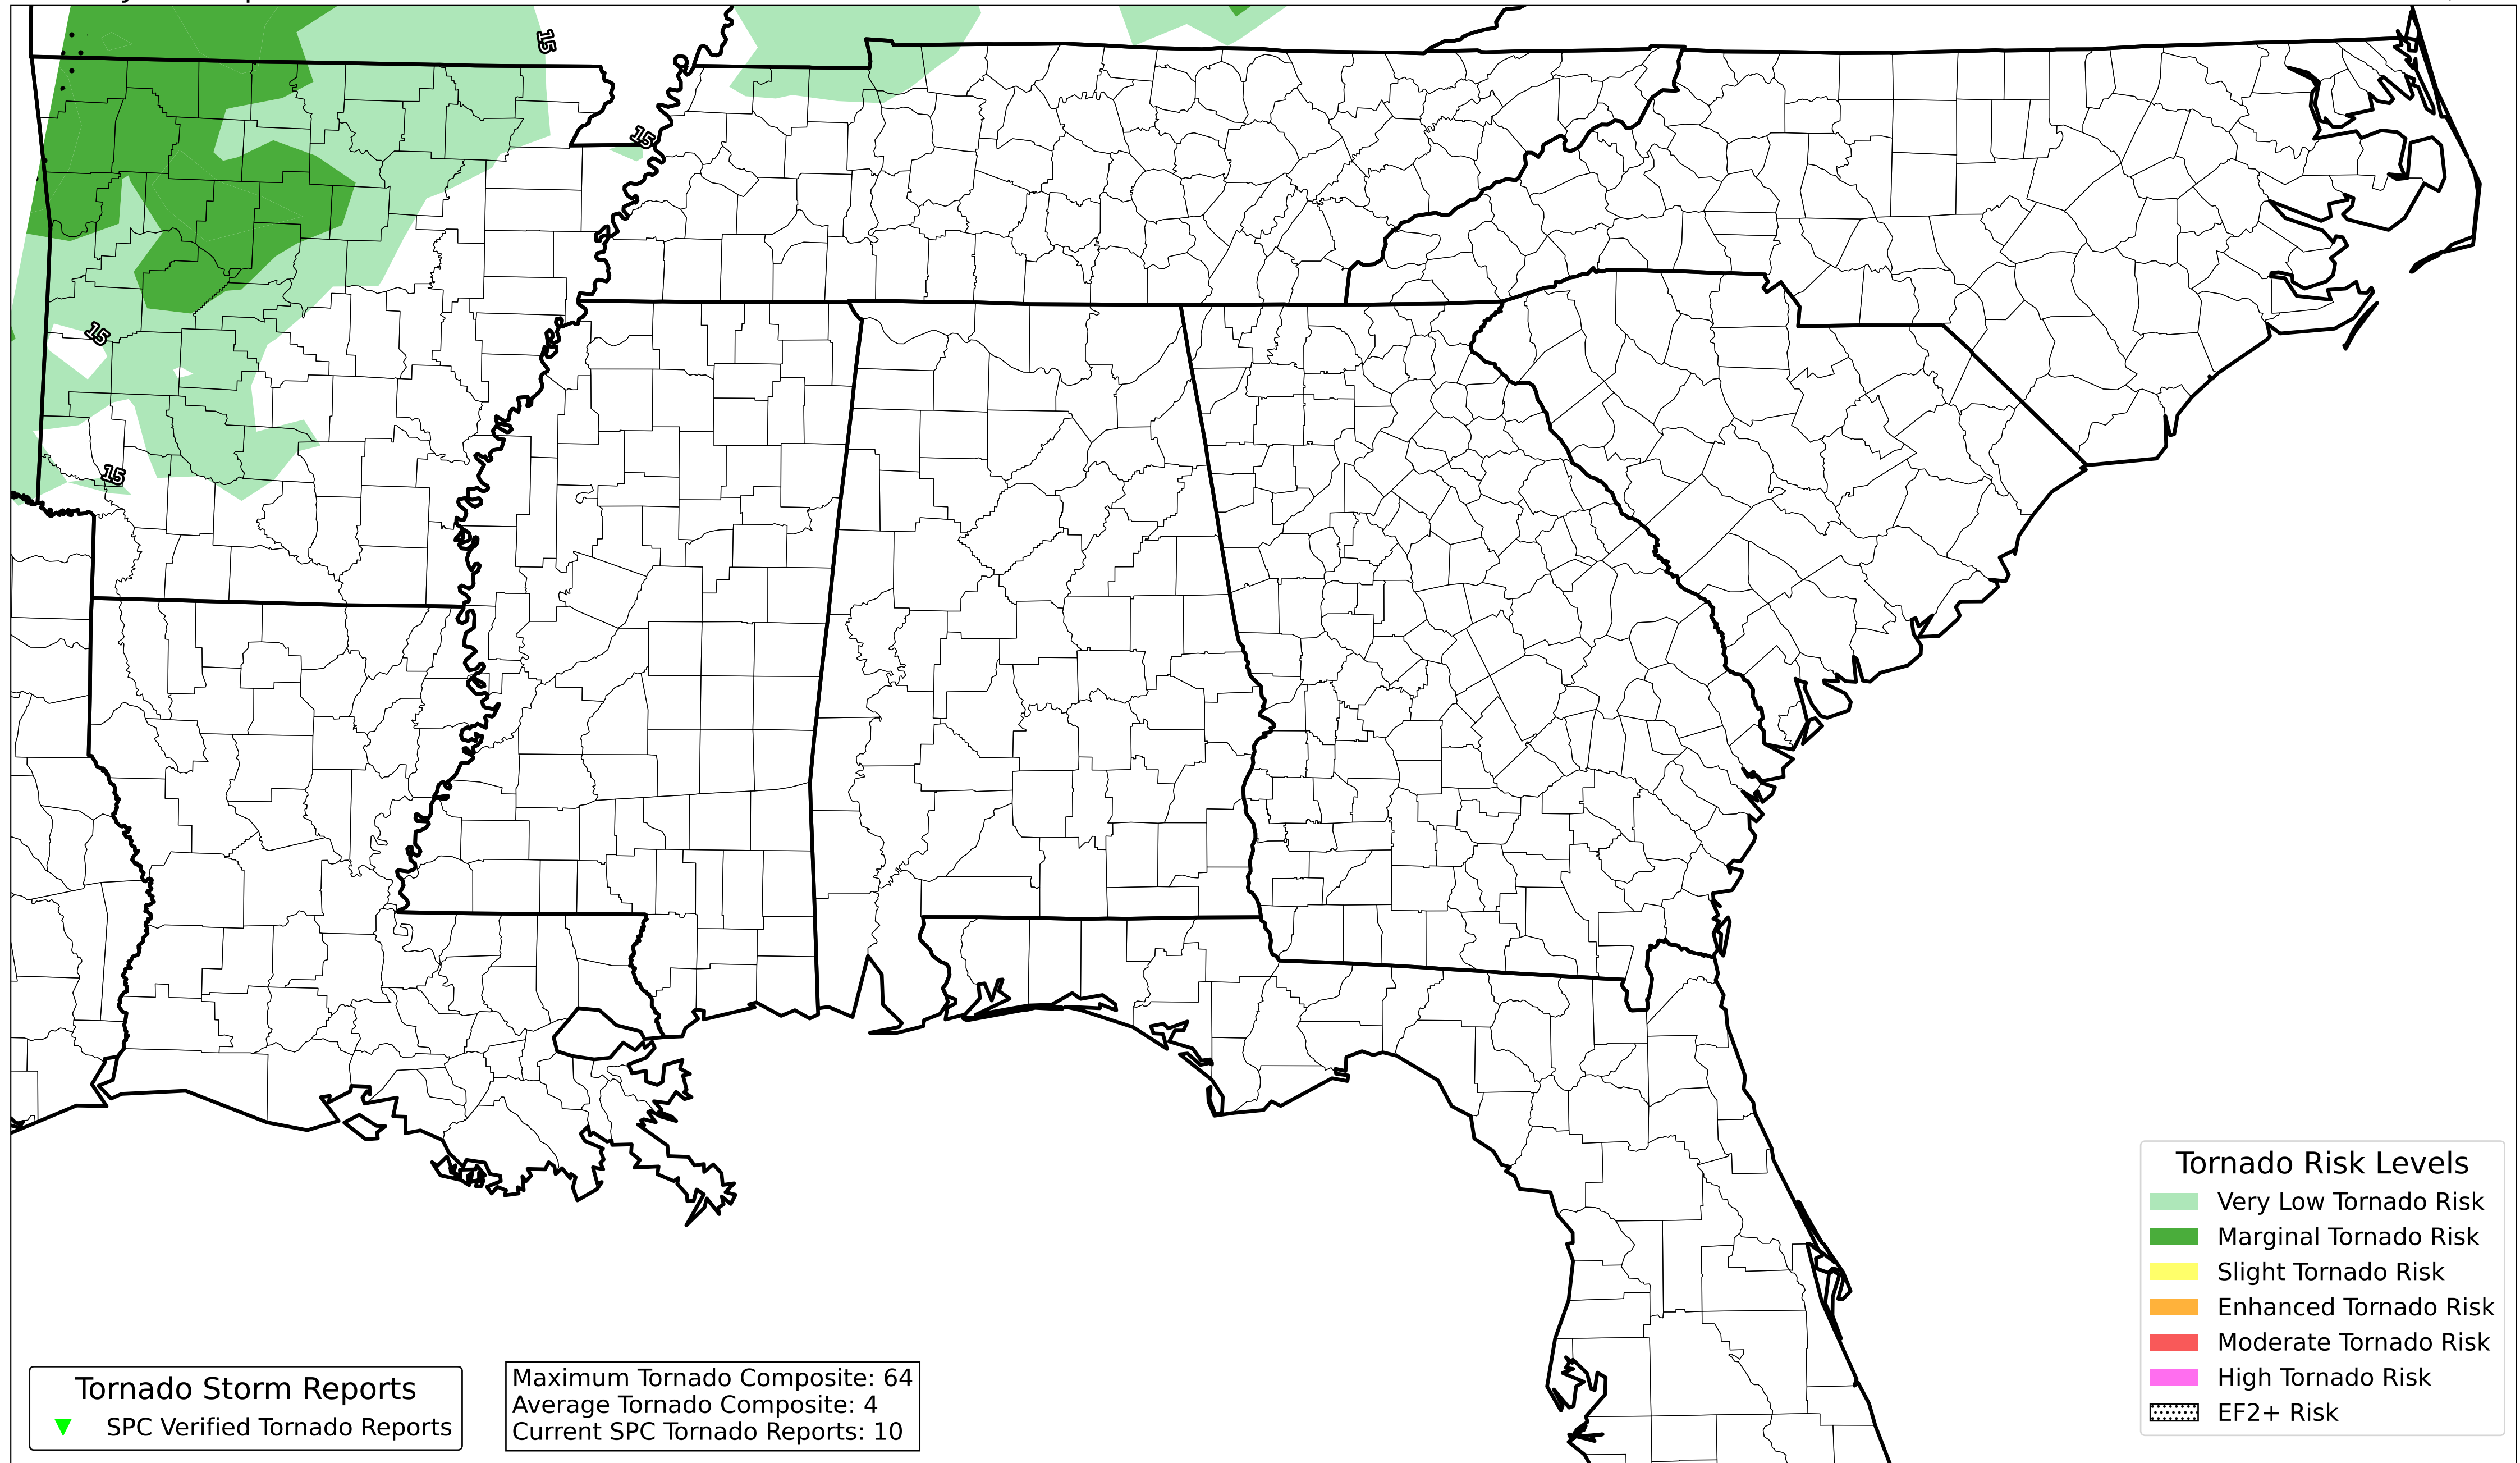 15
15
15
15
Tornado Risk Levels
Very Low Tornado Risk
Marginal Tornado Risk
Slight Tornado Risk
Enhanced Tornado Risk
Moderate Tornado Risk
High Tornado Risk
EF2+ Risk
Tornado Storm Reports
SPC Verified Tornado Reports
Maximum Tornado Composite: 64
Average Tornado Composite: 4
Current SPC Tornado Reports: 10